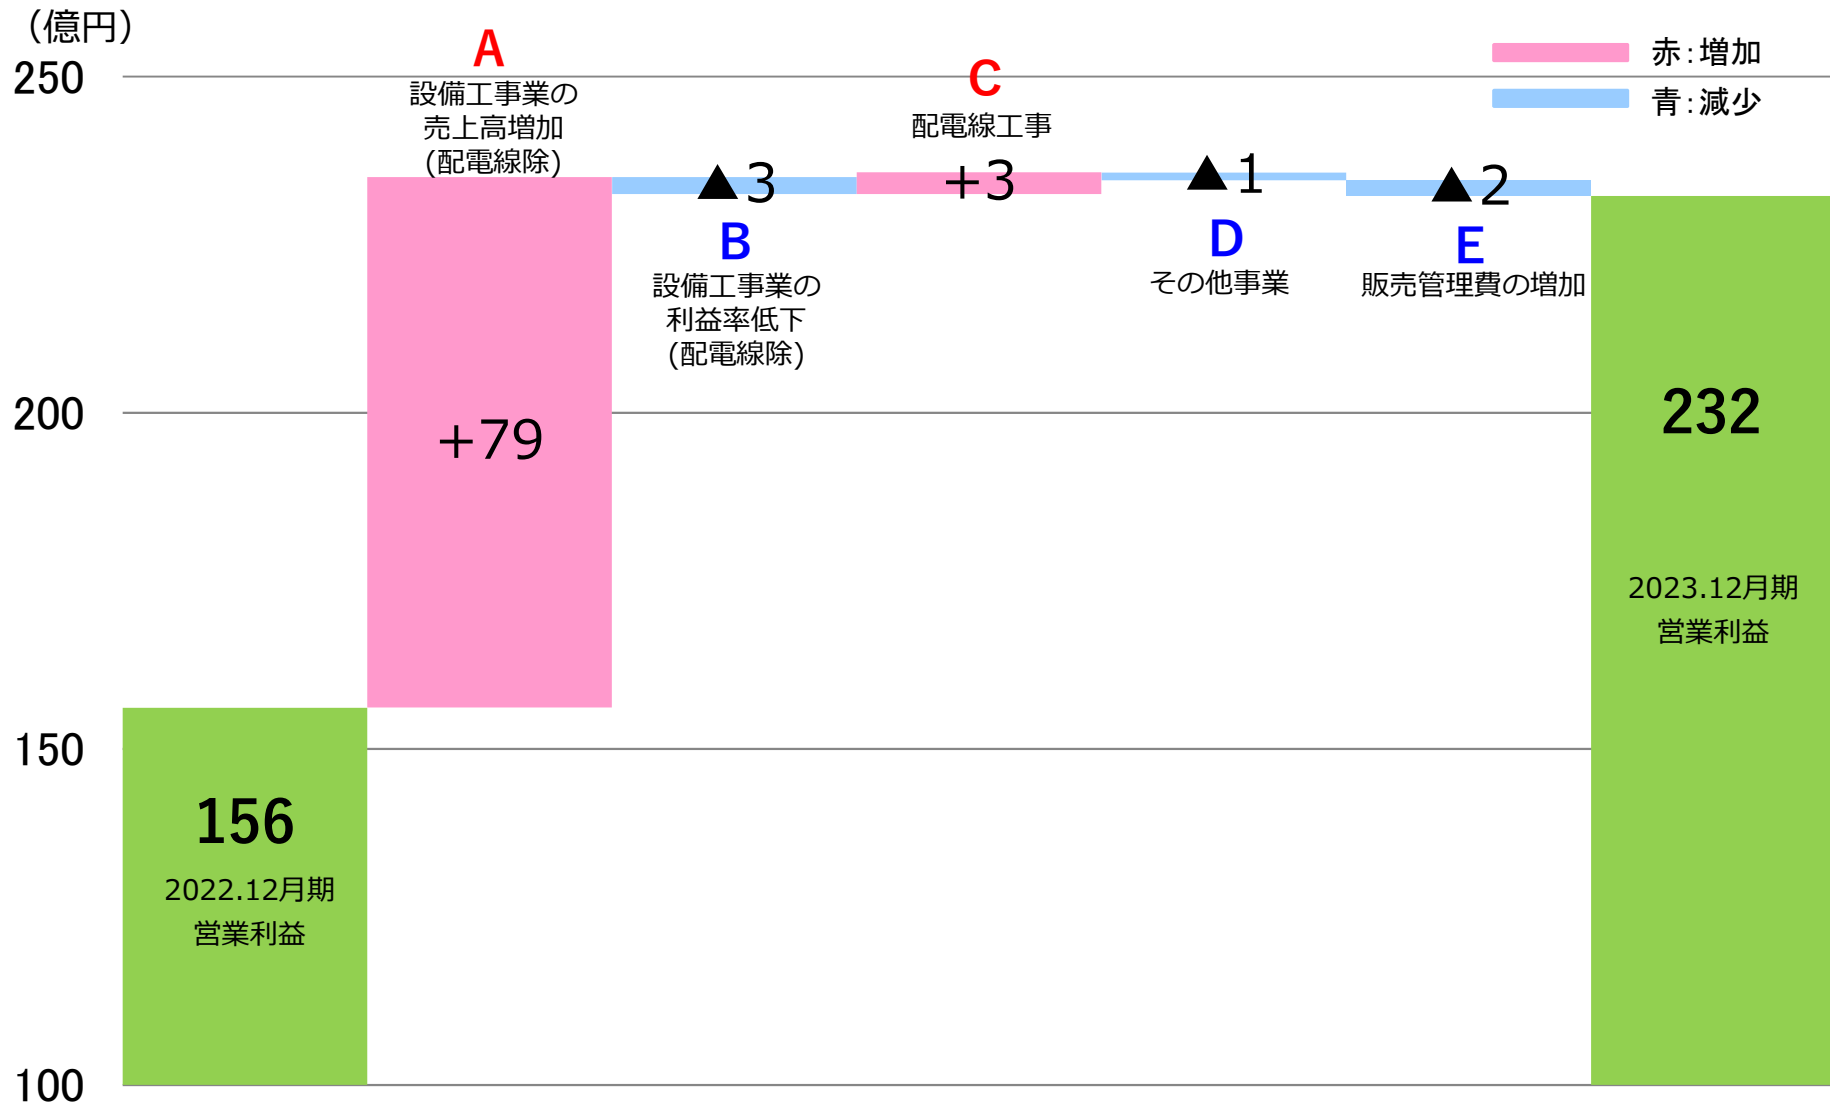 （億円）
250
200
150
100
赤：増加
青：減少
A
設備工事業の
売上高増加
(配電線除)
+79
▲3
B
設備工事業の
利益率低下
(配電線除)
C
配電線工事
+3
▲1
D
その他事業
▲2
E
販売管理費の増加
156
2022.12月期
営業利益
232
2023.12月期
営業利益